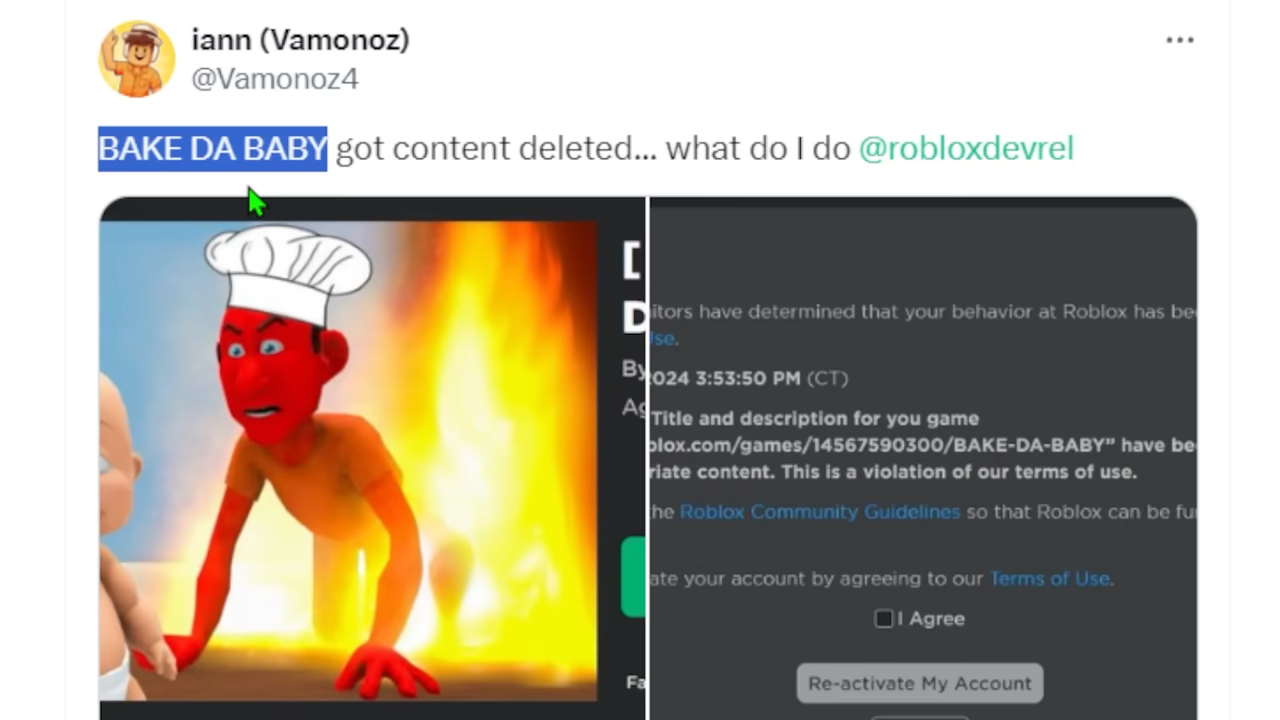 iann (Vamonoz)
@Vamonoz4
BAKE DA BABY got content deleted... what do I do @robloxdevrel
[
D
By
Ag
Fa
itors have determined that your behavior at Roblox has bee
Use.
2024 3:53:50 PM (CT)
Title and description for you game
blox.com/games/14567590300/BAKE-DA-BABY" have be
riate content. This is a violation of our terms of use.
the Roblox Community Guidelines so that Roblox can be fu
ate your account by agreeing to our Terms of Use.
I Agree
Re-activate My Account